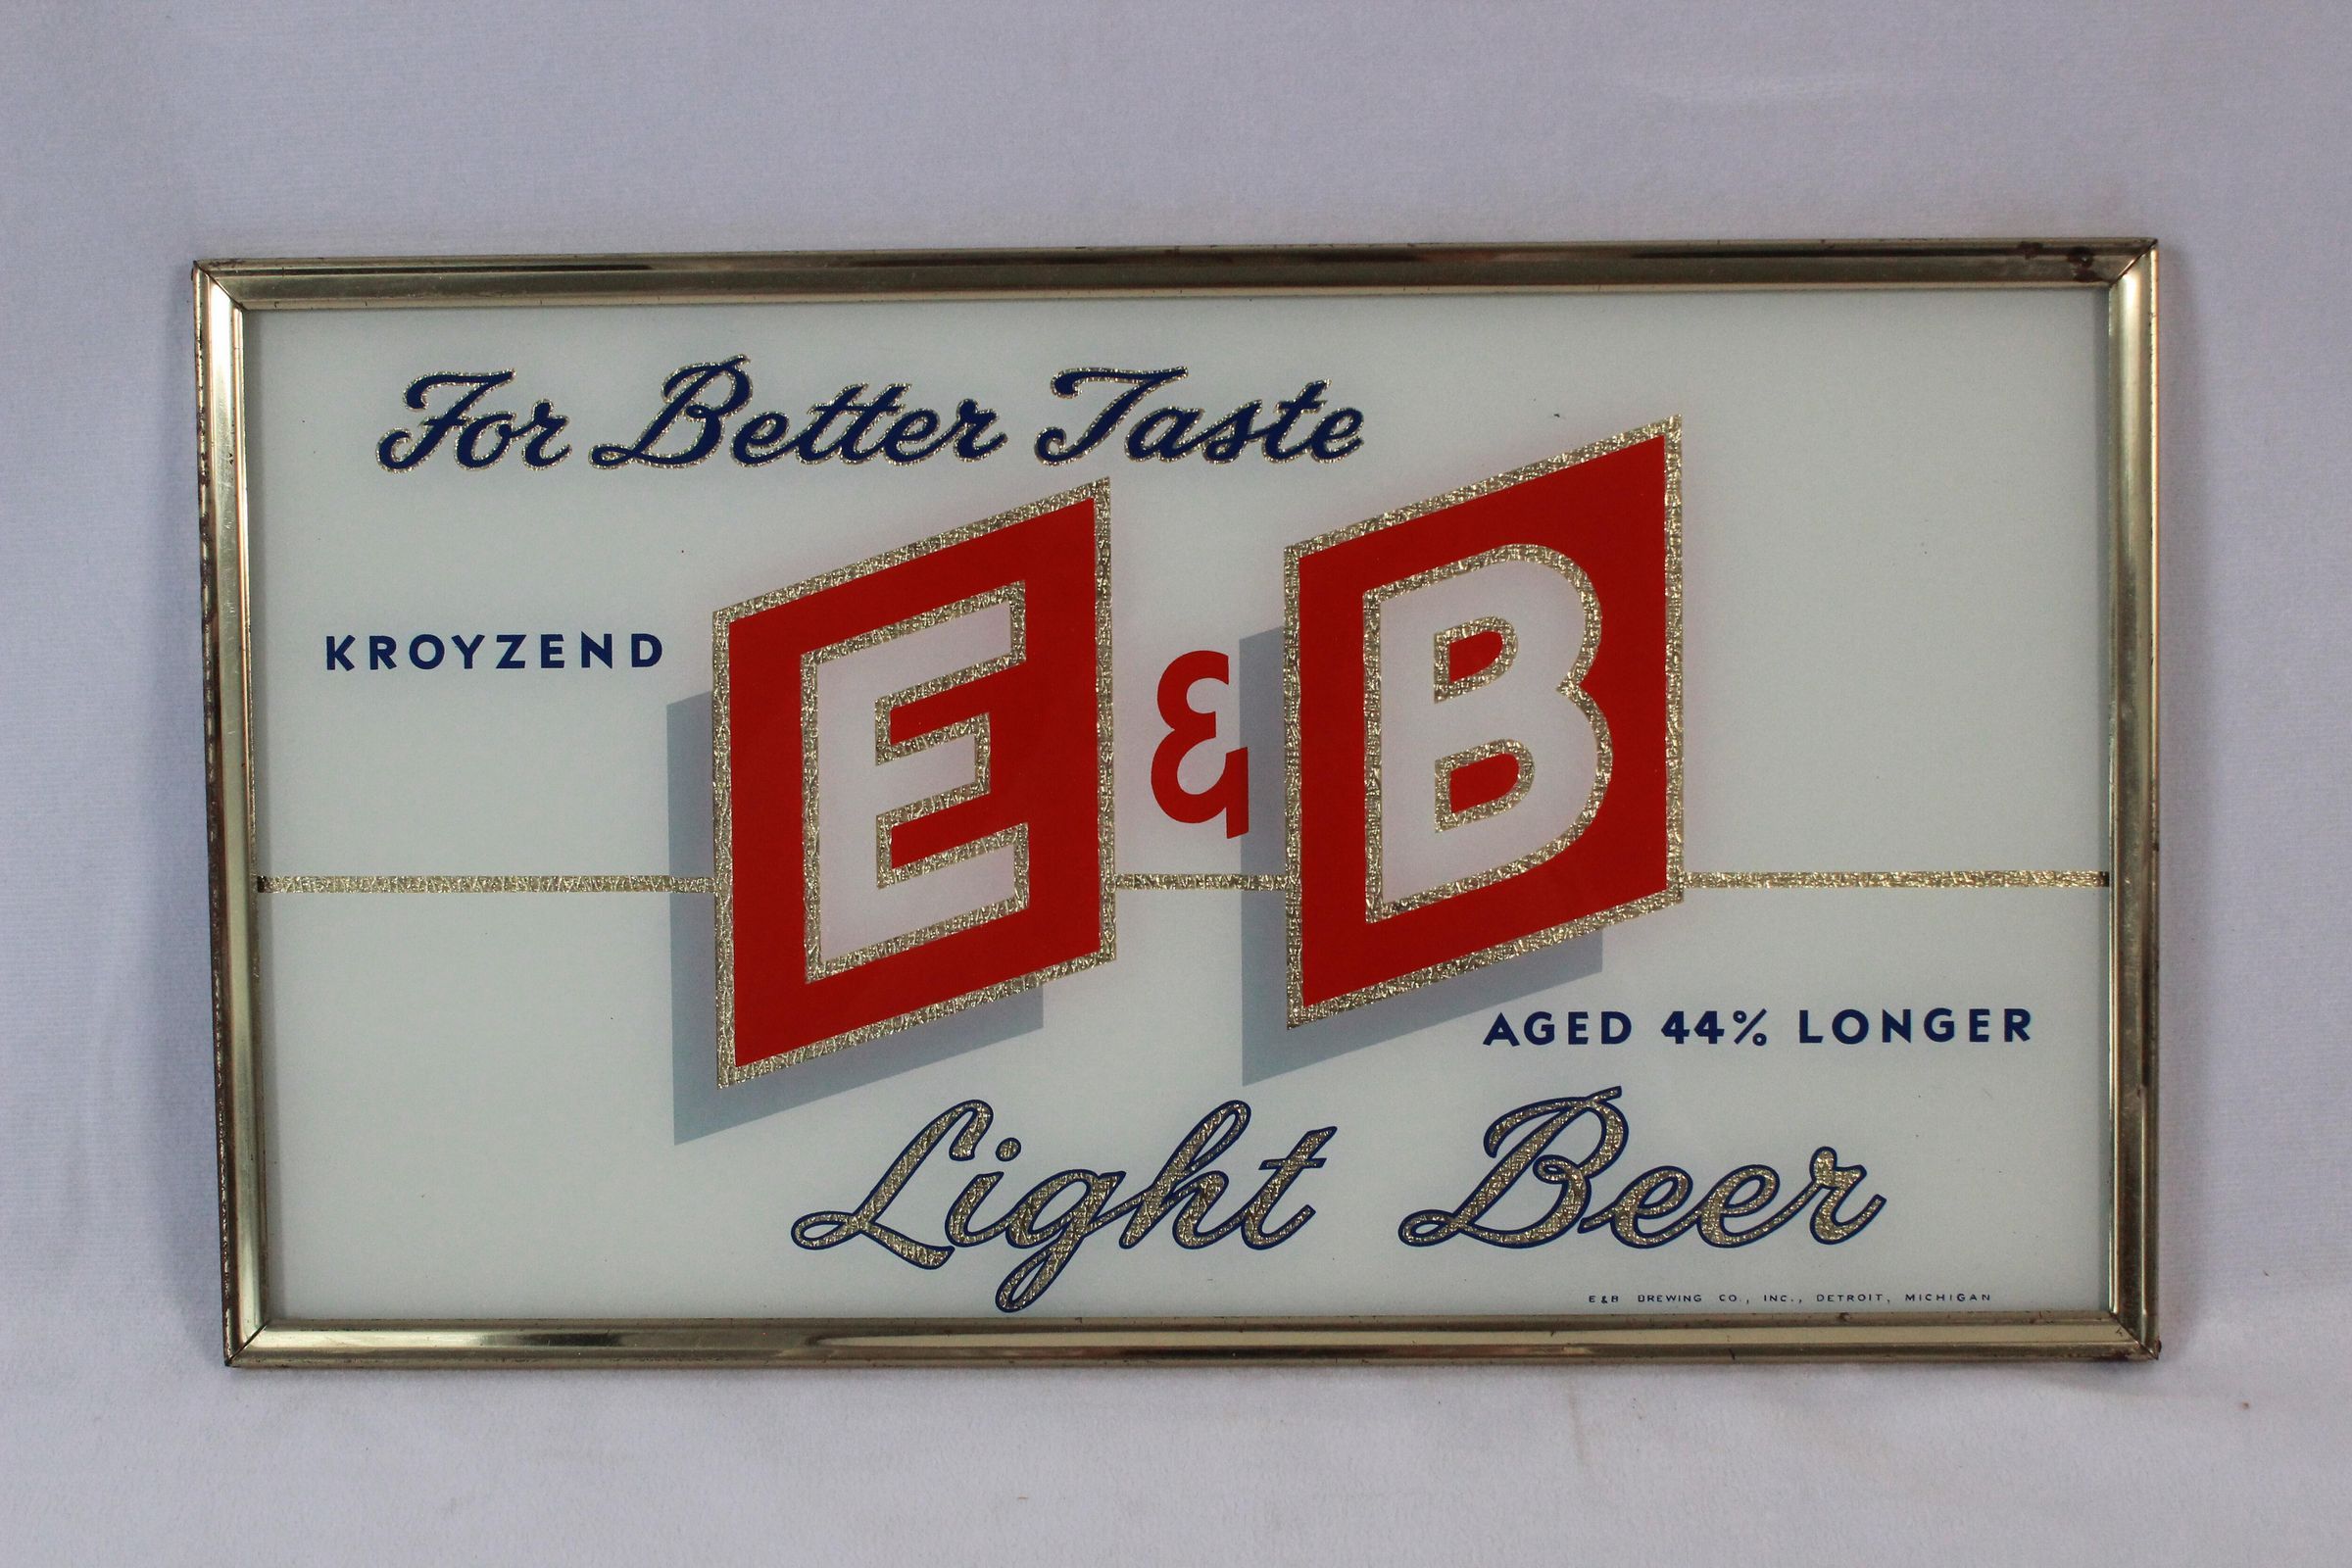 For Better Taste
KROYZEND
E & B
AGED 44% LONGER
Light Beer
E&B BREWING CO., INC., DETROIT, MICHIGAN